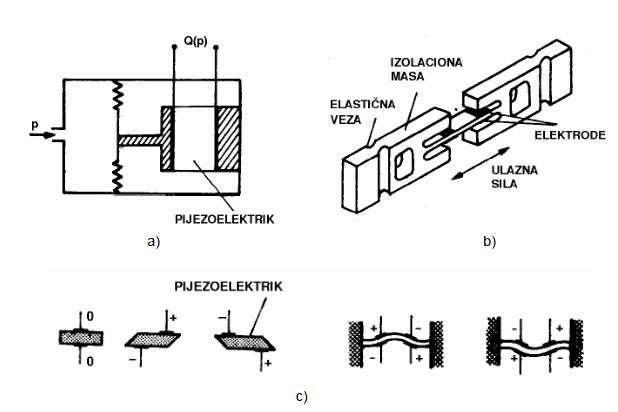 Q(p)
p
PIJEZOELEKTRIK
a)
IZOLACIONA
MASA
ELASTIČNA
VEZA
ELEKTRODE
ULAZNA
SILA
b)
PIJEZOELEKTRIK
0 + − + - - +
0 − + - + + -
c)